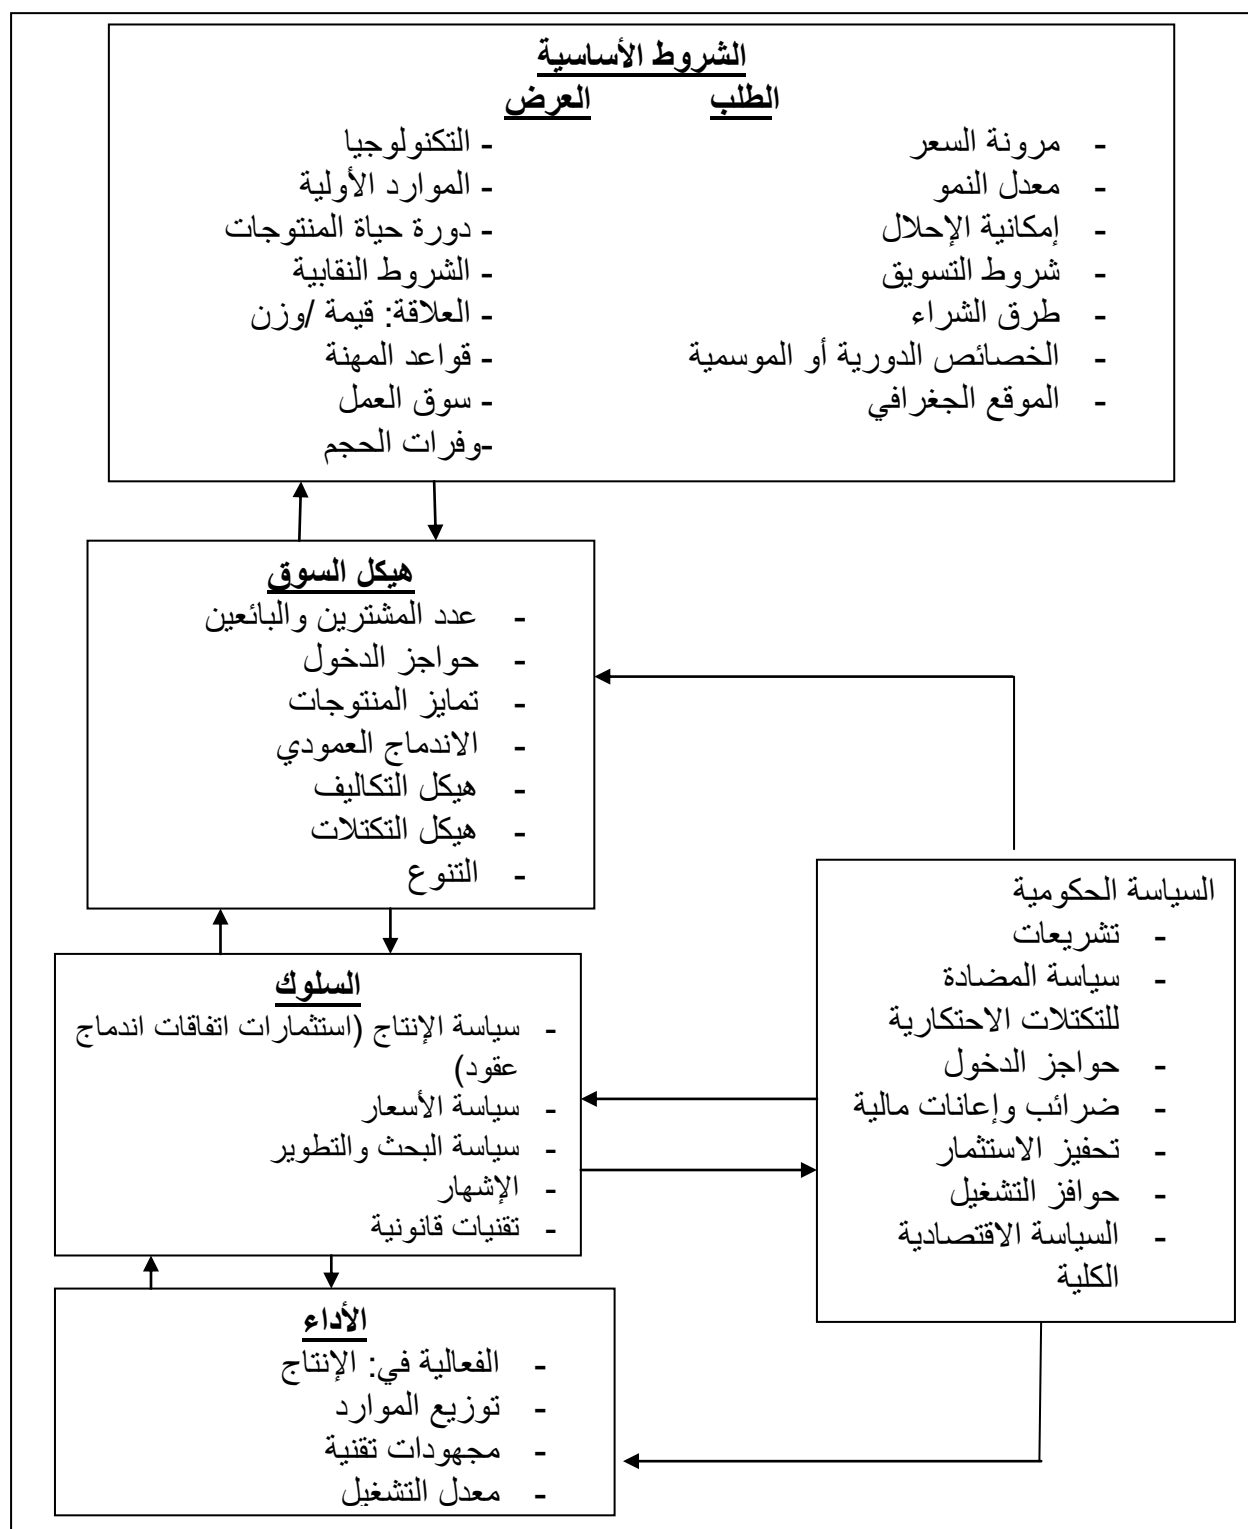 الشروط الأساسية
الطلب العرض
- مرونة السعر - التكنولوجيا
- معدل النمو - الموارد الأولية
- إمكانية الإحلال - دورة حياة المنتوجات
- شروط التسويق - الشروط النقابية
- طرق الشراء - العلاقة: قيمة /وزن
- الخصائص الدورية أو الموسمية - قواعد المهنة
- الموقع الجغرافي - سوق العمل
-وفرات الحجم
هيكل السوق
- عدد المشترين والبائعين
- حواجز الدخول
- تمايز المنتوجات
- الاندماج العمودي
- هيكل التكاليف
- هيكل التكتلات
- التنوع
السياسة الحكومية
- تشريعات
- سياسة المضادة
للتكتلات الاحتكارية
- حواجز الدخول
- ضرائب وإعانات مالية
- تحفيز الاستثمار
- حوافز التشغيل
- السياسة الاقتصادية
الكلية
السلوك
- سياسة الإنتاج (استثمارات اتفاقات اندماج
عقود)
- سياسة الأسعار
- سياسة البحث والتطوير
- الإشهار
- تقنيات قانونية
الأداء
- الفعالية في: الإنتاج
- توزيع الموارد
- مجهودات تقنية
- معدل التشغيل